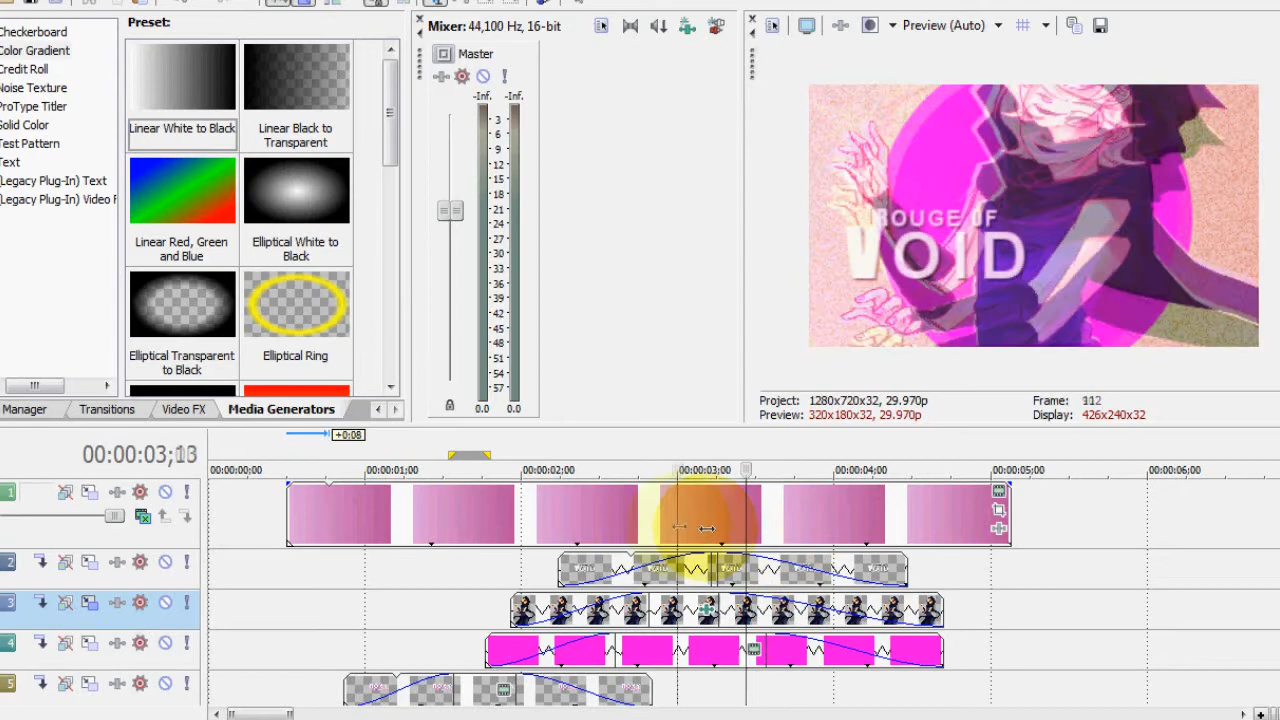 Preset:
Checkerboard
Color Gradient
Credit Roll
Noise Texture
ProType Titler
Solid Color
Test Pattern
Text
(Legacy Plug-In) Text
(Legacy Plug-In) Video F
Linear White to Black
Linear Black to
Transparent
Linear Red, Green
and Blue
Elliptical White to
Black
Elliptical Transparent
to Black
Elliptical Ring
Manager
Transitions
Video FX
Media Generators
Mixer: 44,100 Hz, 16-bit
Master
-Inf. -Inf.
3
6
9
12
15
18
21
24
27
30
33
36
39
42
45
48
51
54
57
0.0 0.0
Preview (Auto)
ROUGE OF
VOID
Project: 1280x720x32, 29.970p
Preview: 320x180x32, 29.970p
Frame: 112
Display: 426x240x32
00:00:03;13
+0:08
00:00:00;00
00:00:01;00
00:00:02;00
00:00:03;00
00:00:04;00
00:00:05;00
00:00:06;00
1
2
3
4
5